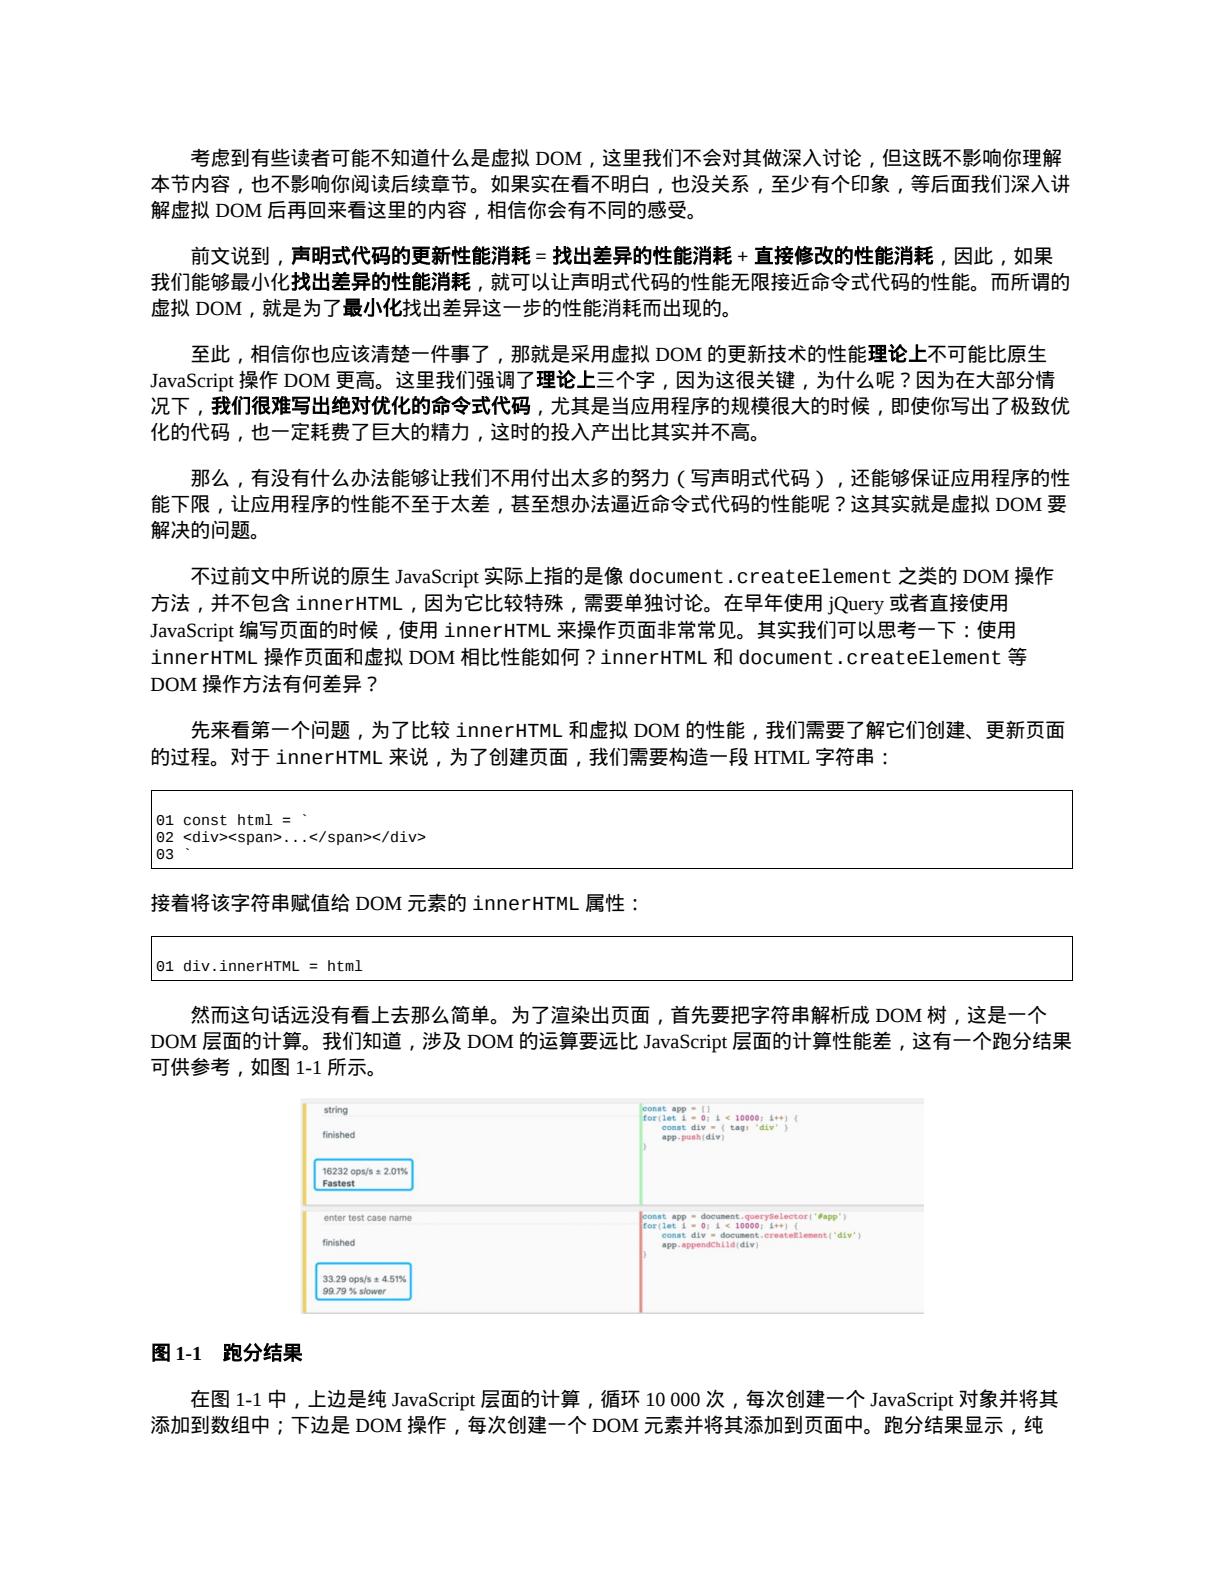 考虑到有些读者可能不知道什么是虚拟 DOM，这里我们不会对其做深入讨论，但这既不影响你理解
本节内容，也不影响你阅读后续章节。如果实在看不明白，也没关系，至少有个印象，等后面我们深入讲
解虚拟 DOM 后再回来看这里的内容，相信你会有不同的感受。
前文说到，声明式代码的更新性能消耗 = 找出差异的性能消耗 + 直接修改的性能消耗，因此，如果
我们能够最小化找出差异的性能消耗，就可以让声明式代码的性能无限接近命令式代码的性能。而所谓的
虚拟 DOM，就是为了最小化找出差异这一步的性能消耗而出现的。
至此，相信你也应该清楚一件事了，那就是采用虚拟 DOM 的更新技术的性能理论上不可能比原生
JavaScript 操作 DOM 更高。这里我们强调了理论上三个字，因为这很关键，为什么呢？因为在大部分情
况下，我们很难写出绝对优化的命令式代码，尤其是当应用程序的规模很大的时候，即使你写出了极致优
化的代码，也一定耗费了巨大的精力，这时的投入产出比其实并不高。
那么，有没有什么办法能够让我们不用付出太多的努力（写声明式代码），还能够保证应用程序的性
能下限，让应用程序的性能不至于太差，甚至想办法逼近命令式代码的性能呢？这其实就是虚拟 DOM 要
解决的问题。
不过前文中所说的原生 JavaScript 实际上指的是像 document.createElement 之类的 DOM 操作
方法，并不包含 innerHTML，因为它比较特殊，需要单独讨论。在早年使用 jQuery 或者直接使用
JavaScript 编写页面的时候，使用 innerHTML 来操作页面非常常见。其实我们可以思考一下：使用
innerHTML 操作页面和虚拟 DOM 相比性能如何？innerHTML 和 document.createElement 等
DOM 操作方法有何差异？
先来看第一个问题，为了比较 innerHTML 和虚拟 DOM 的性能，我们需要了解它们创建、更新页面
的过程。对于 innerHTML 来说，为了创建页面，我们需要构造一段 HTML 字符串：
01 const html = `
02 <div><span>...</span></div>
03 `
接着将该字符串赋值给 DOM 元素的 innerHTML 属性：
01 div.innerHTML = html
然而这句话远没有看上去那么简单。为了渲染出页面，首先要把字符串解析成 DOM 树，这是一个
DOM 层面的计算。我们知道，涉及 DOM 的运算要远比 JavaScript 层面的计算性能差，这有一个跑分结果
可供参考，如图 1-1 所示。
string
finished
16232 ops/s ± 2.01%
Fastest
const app = []
for(let i = 0; i < 10000; i++) {
const div = { tag: 'div' }
app.push(div)
}
enter test case name
finished
33.29 ops/s ± 4.51%
99.79 % slower
const app = document.querySelector('#app')
for(let i = 0; i < 10000; i++) {
const div = document.createElement('div')
app.appendChild(div)
}
图 1-1 跑分结果
在图 1-1 中，上边是纯 JavaScript 层面的计算，循环 10 000 次，每次创建一个 JavaScript 对象并将其
添加到数组中；下边是 DOM 操作，每次创建一个 DOM 元素并将其添加到页面中。跑分结果显示，纯